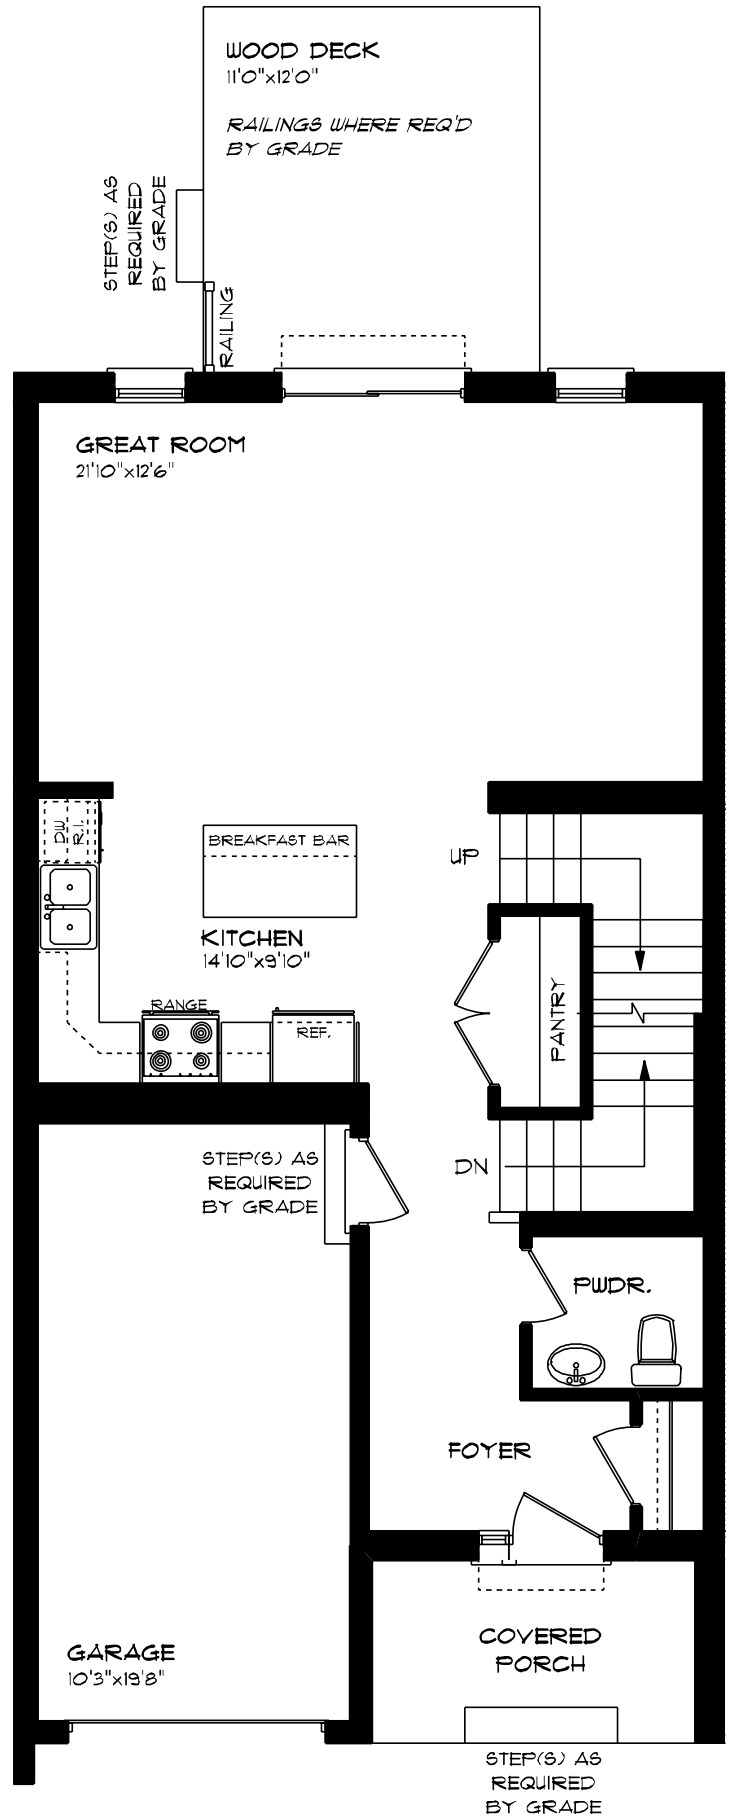 WOOD DECK
11'0"x12'0"
RAILINGS WHERE REQ'D
BY GRADE
STEP(S) AS
REQUIRED
BY GRADE
RAILING
GREAT ROOM
21'10"x12'6"
DW
R.I.
BREAKFAST BAR
UP
KITCHEN
14'10"x9'10"
RANGE
REF.
PANTRY
STEP(S) AS
REQUIRED
BY GRADE
DN
PWDR.
FOYER
COVERED
PORCH
GARAGE
10'3"x19'8"
STEP(S) AS
REQUIRED
BY GRADE